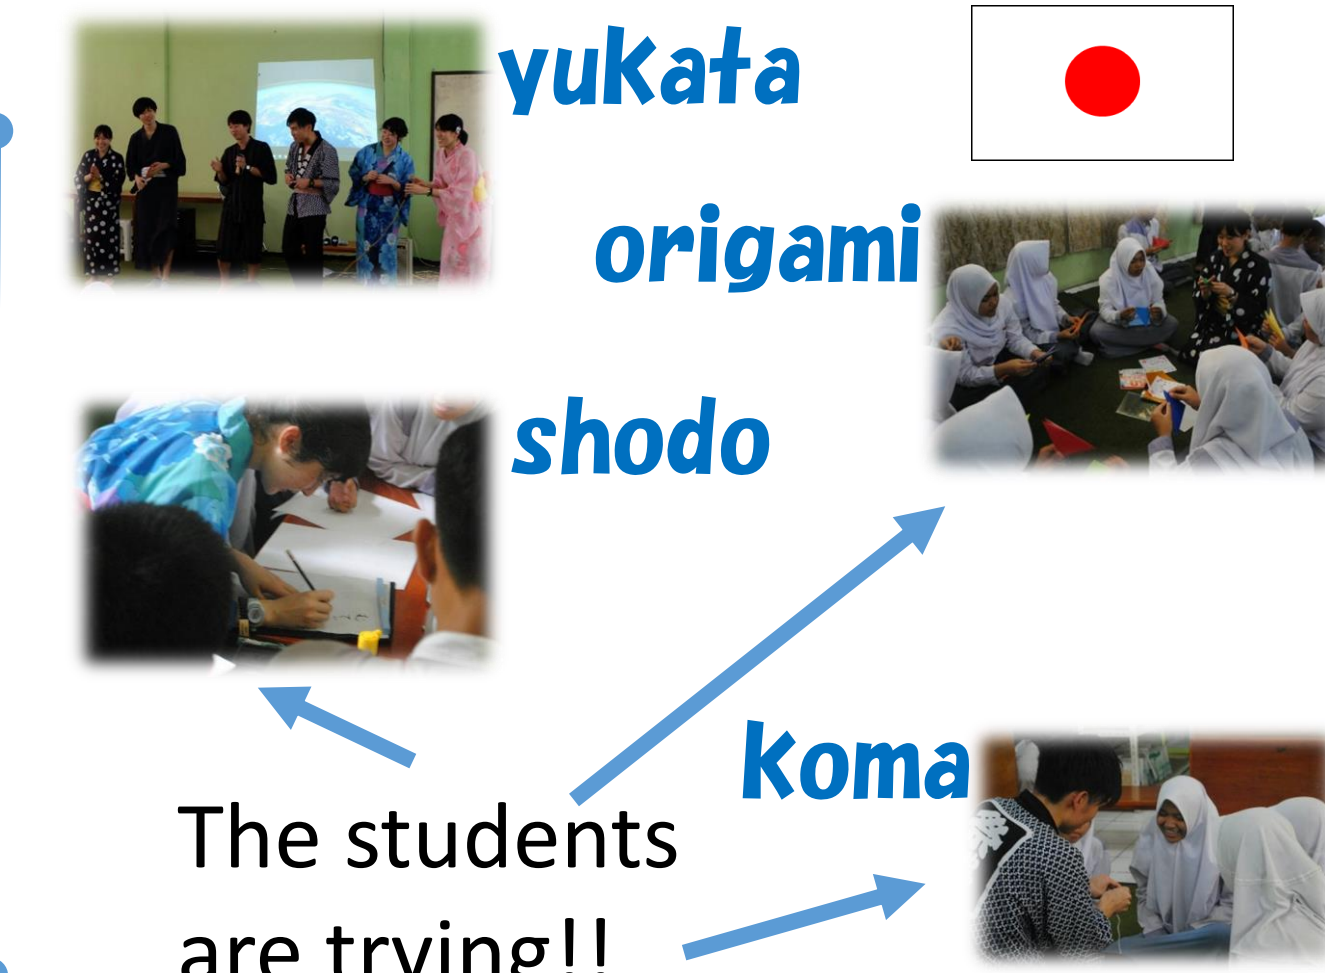 yukata
origami
shodo
koma
The students
are trying!!